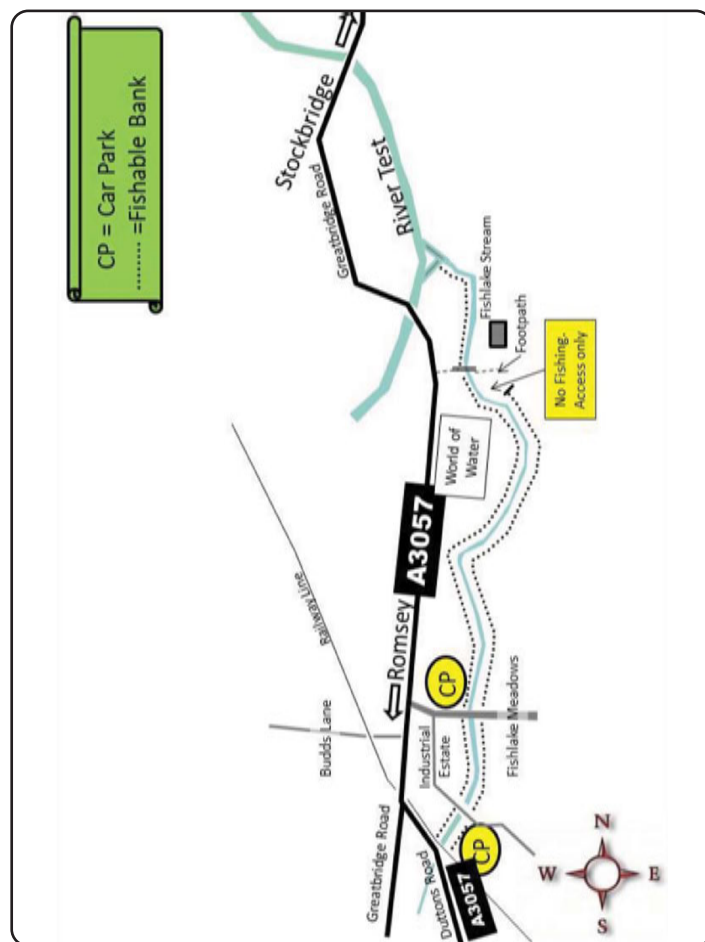 CP = Car Park
........ =Fishable Bank
Stockbridge
Greatbridge Road
River Test
Fishlake Stream
Footpath
No Fishing-
Access only
World of
Water
A3057
Railway Line
Romsey
CP
Budds Lane
Industrial
Estate
Fishlake Meadows
Greatbridge Road
Duttons Road
A3057
CP
N
W
E
S